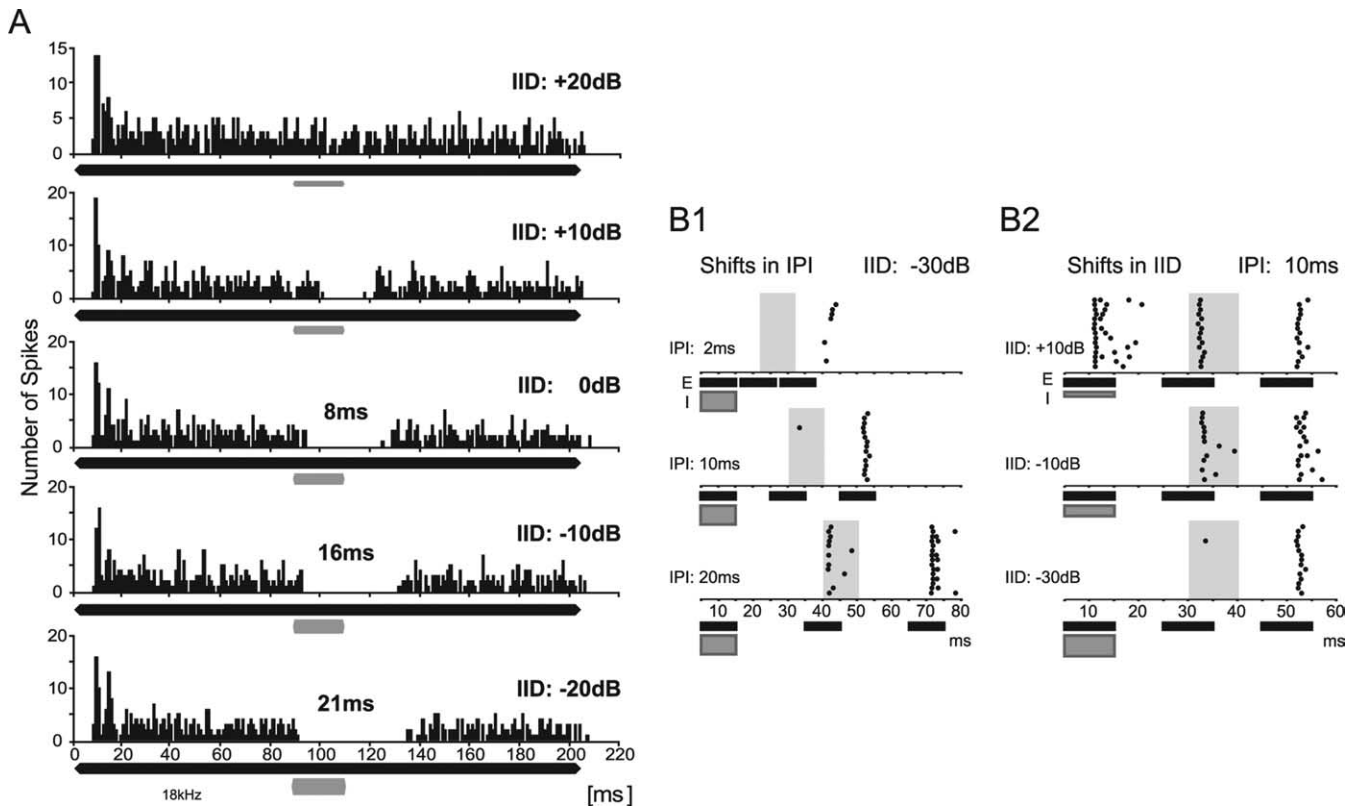 A
15
10
5
0
IID: +20dB
20
10
0
IID: +10dB
20
10
0
IID: 0dB
8ms
20
10
0
IID: -10dB
16ms
20
10
0
IID: -20dB
21ms
Number of Spikes
0 20 40 60 80 100 120 140 160 180 200 220
18kHz
[ms]
B1
Shifts in IPI IID: -30dB
IPI: 2ms
E
I
IPI: 10ms
IPI: 20ms
10 20 30 40 50 60 70 80
ms
B2
Shifts in IID IPI: 10ms
IID: +10dB
E
I
IID: -10dB
IID: -30dB
10 20 30 40 50 60
ms